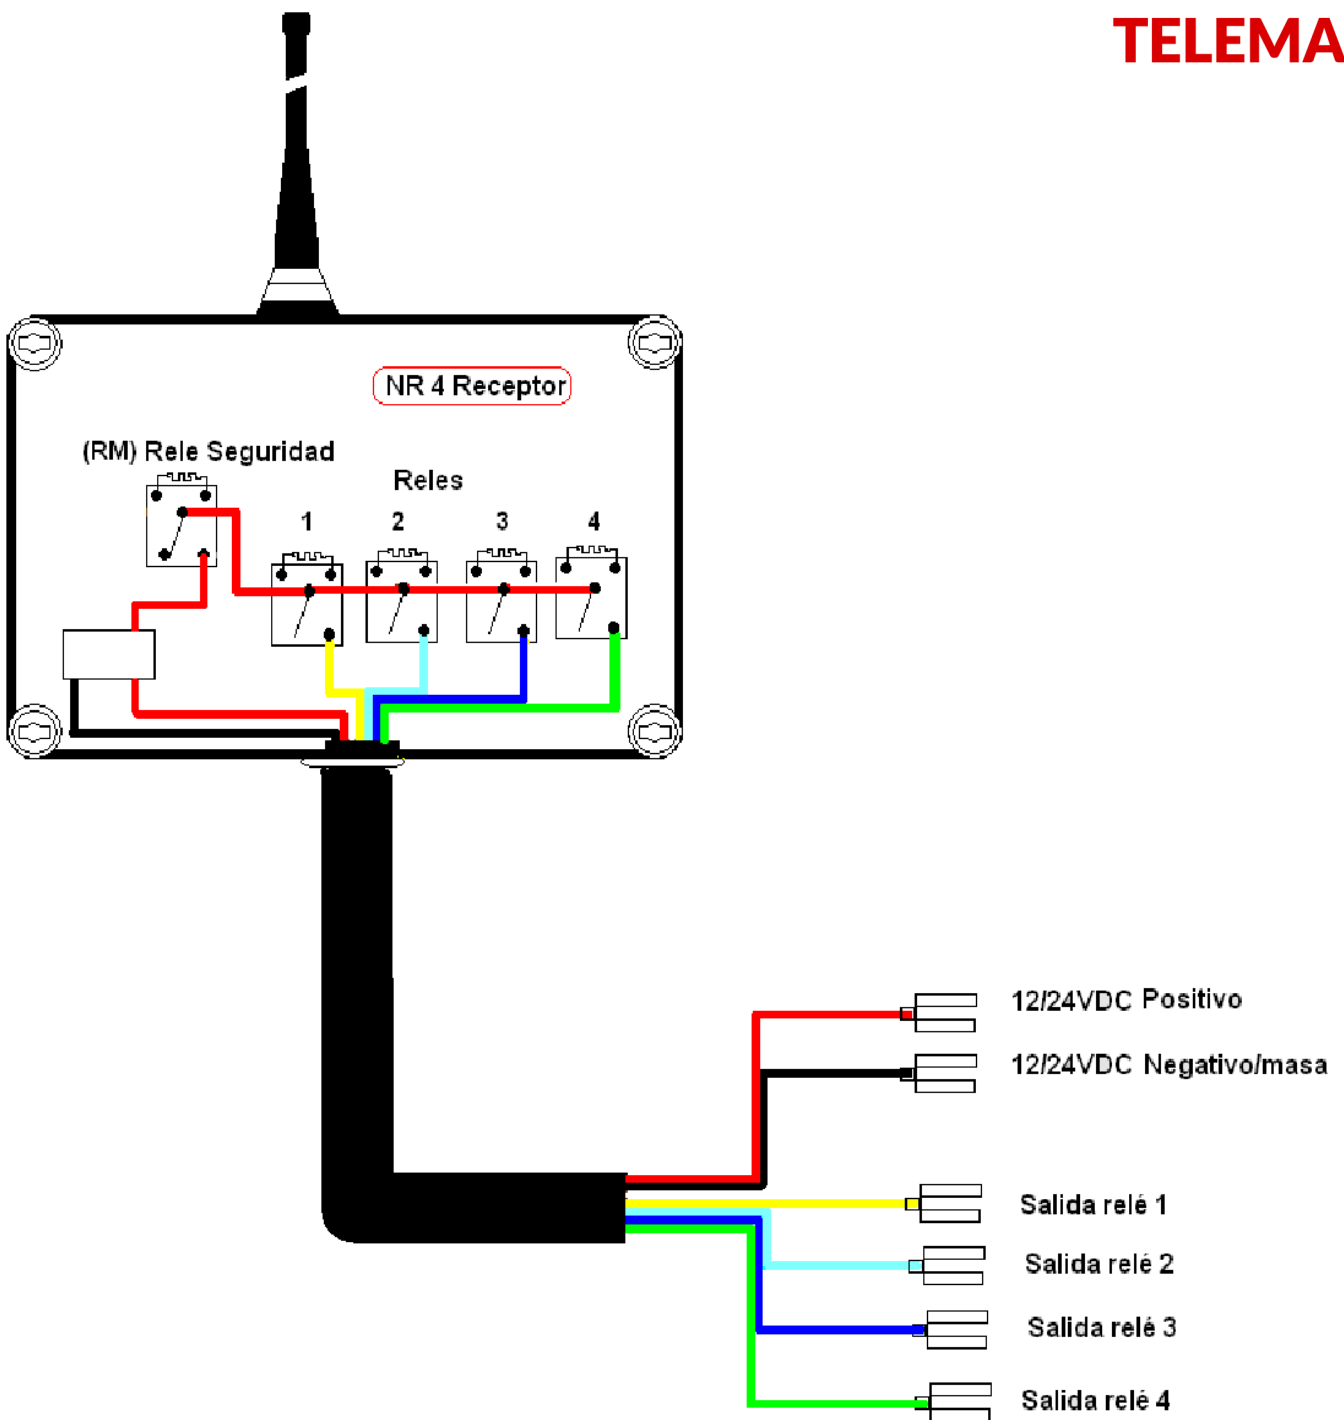 TELEMA
NR 4 Receptor
(RM) Rele Seguridad
Reles
1 2 3 4
12/24VDC Positivo
12/24VDC Negativo/masa
Salida relé 1
Salida relé 2
Salida relé 3
Salida relé 4